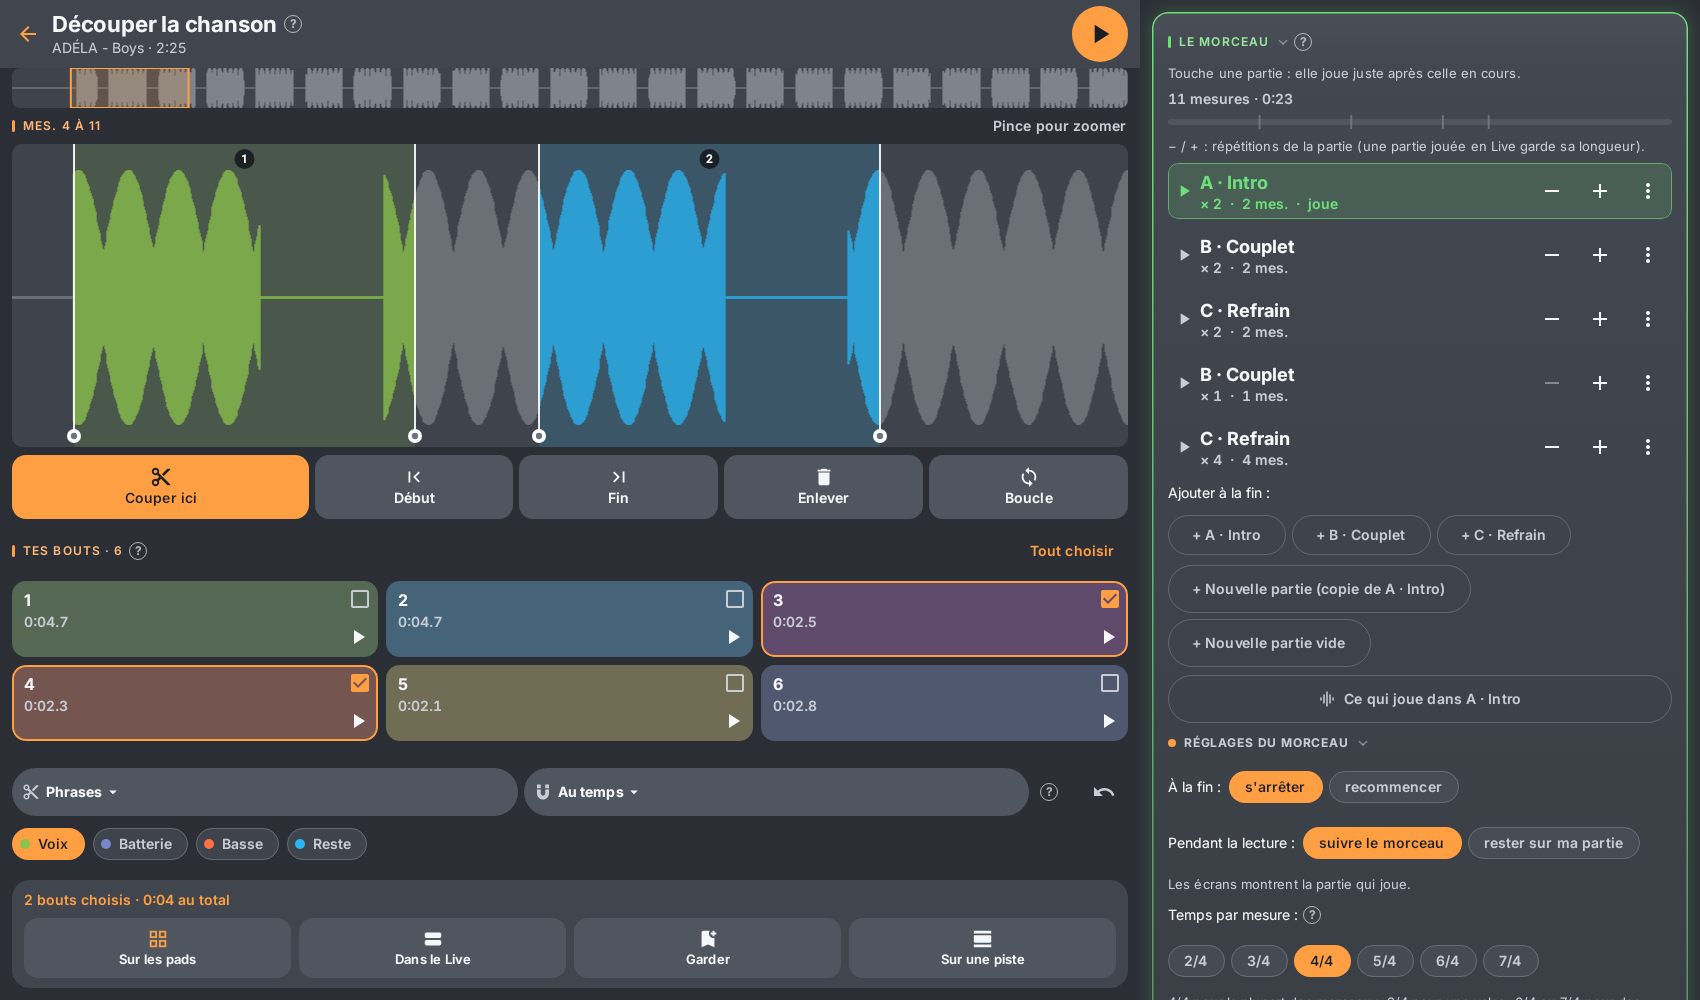 Découper la chanson ?
ADÉLA - Boys · 2:25
MES. 4 À 11
Pince pour zoomer
1
2
Couper ici
Début
Fin
Enlever
Boucle
TES BOUTS · 6 ?
Tout choisir
1
0:04.7
2
0:04.7
3
0:02.5
4
0:02.3
5
0:02.1
6
0:02.8
Phrases
Au temps
?
Voix
Batterie
Basse
Reste
2 bouts choisis · 0:04 au total
Sur les pads
Dans le Live
Garder
Sur une piste
LE MORCEAU ?
Touche une partie : elle joue juste après celle en cours.
11 mesures · 0:23
− / + : répétitions de la partie (une partie jouée en Live garde sa longueur).
A · Intro
× 2 · 2 mes. · joue
B · Couplet
× 2 · 2 mes.
C · Refrain
× 2 · 2 mes.
B · Couplet
× 1 · 1 mes.
C · Refrain
× 4 · 4 mes.
Ajouter à la fin :
+ A · Intro
+ B · Couplet
+ C · Refrain
+ Nouvelle partie (copie de A · Intro)
+ Nouvelle partie vide
Ce qui joue dans A · Intro
RÉGLAGES DU MORCEAU
À la fin : s'arrêter recommencer
Pendant la lecture : suivre le morceau rester sur ma partie
Les écrans montrent la partie qui joue.
Temps par mesure : ?
2/4 3/4 4/4 5/4 6/4 7/4